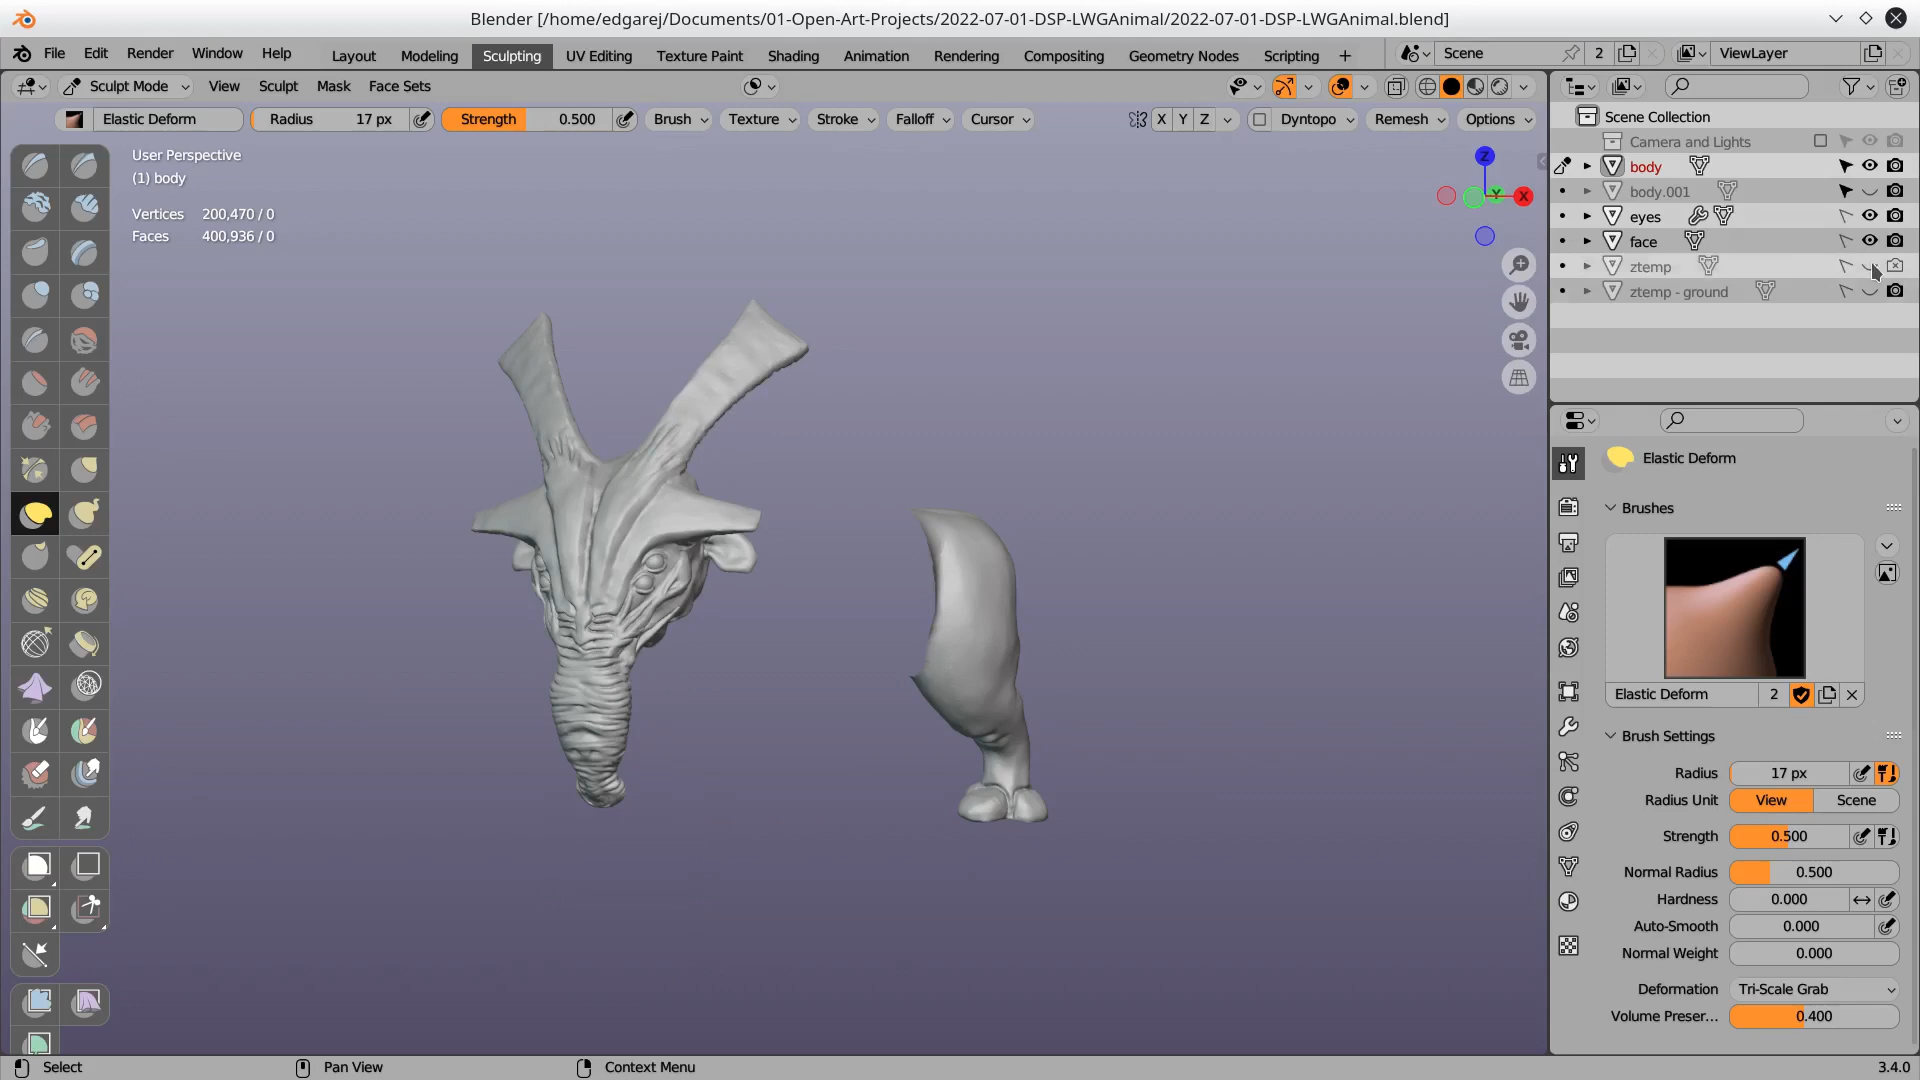 Blender [/home/edgarej/Documents/01-Open-Art-Projects/2022-07-01-DSP-LWGAnimal/2022-07-01-DSP-LWGAnimal.blend]
File Edit Render Window Help Layout Modeling Sculpting UV Editing Texture Paint Shading Animation Rendering Compositing Geometry Nodes Scripting + Scene 2 ViewLayer
Sculpt Mode View Sculpt Mask Face Sets
Elastic Deform Radius 17 px Strength 0.500 Brush Texture Stroke Falloff Cursor X Y Z Dyntopo Remesh Options
User Perspective
(1) body
Vertices 200,470 / 0
Faces 400,936 / 0
Z
Y
X
Scene Collection
Camera and Lights
body
body.001
eyes
face
ztemp
ztemp - ground
Elastic Deform
Brushes
Elastic Deform 2
Brush Settings
Radius 17 px
Radius Unit View Scene
Strength 0.500
Normal Radius 0.500
Hardness 0.000
Auto-Smooth 0.000
Normal Weight 0.000
Deformation Tri-Scale Grab
Volume Preser... 0.400
Select Pan View Context Menu 3.4.0